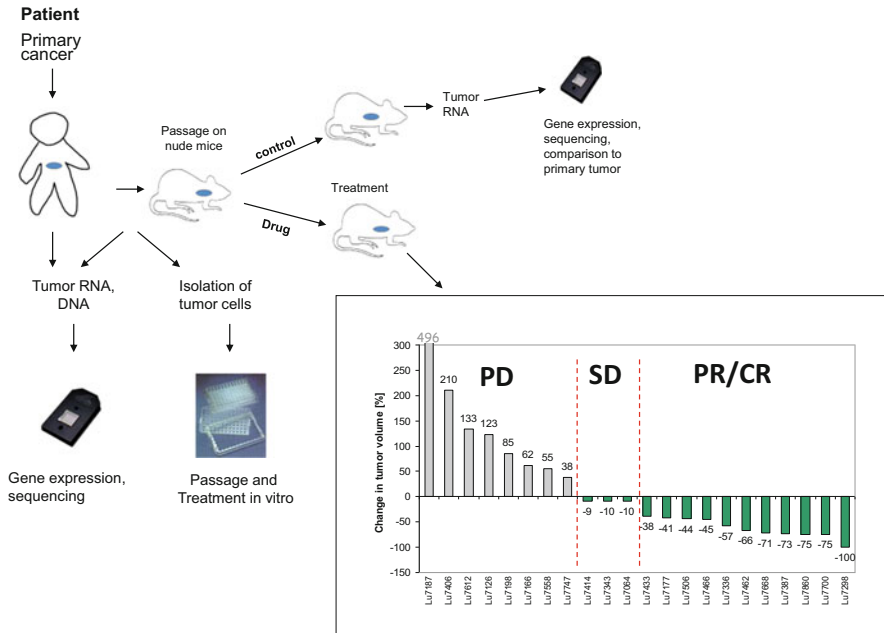 Patient
Primary
cancer
Passage on
nude mice
control
Drug
Treatment
Tumor
RNA
Gene expression,
sequencing,
comparison to
primary tumor
Tumor RNA,
DNA
Isolation of
tumor cells
Gene expression,
sequencing
Passage and
Treatment in vitro
Change in tumor volume [%]
300
250
200
150
100
50
0
-50
-100
-150
PD
SD
PR/CR
496
210
133
123
85
62
55
38
-9
-10
-10
-38
-41
-44
-45
-57
-66
-71
-73
-75
-75
-100
Lu7187
Lu7406
Lu7612
Lu7126
Lu7198
Lu7166
Lu7558
Lu7747
Lu7414
Lu7343
Lu7064
Lu7433
Lu7177
Lu7506
Lu7466
Lu7336
Lu7462
Lu7668
Lu7387
Lu7860
Lu7700
Lu7298